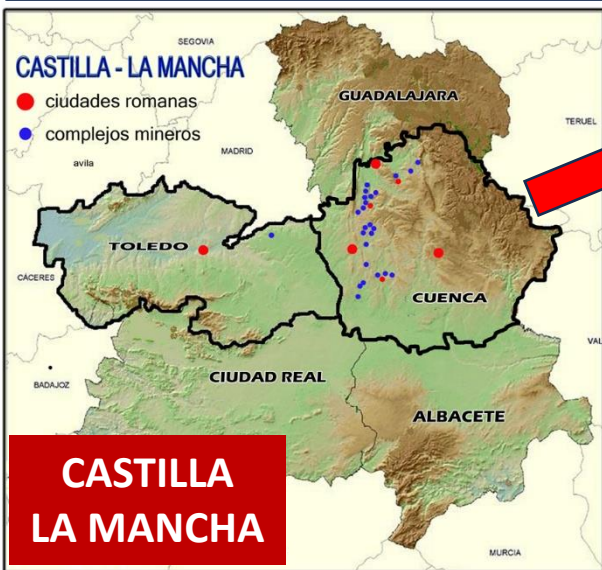 SEGOVIA
CASTILLA - LA MANCHA
ciudades romanas
complejos mineros
GUADALAJARA
TERUEL
MADRID
avila
TOLEDO
CÁCERES
CUENCA
VAL
BADAJOZ
CIUDAD REAL
ALBACETE
CASTILLA
LA MANCHA
MURCIA